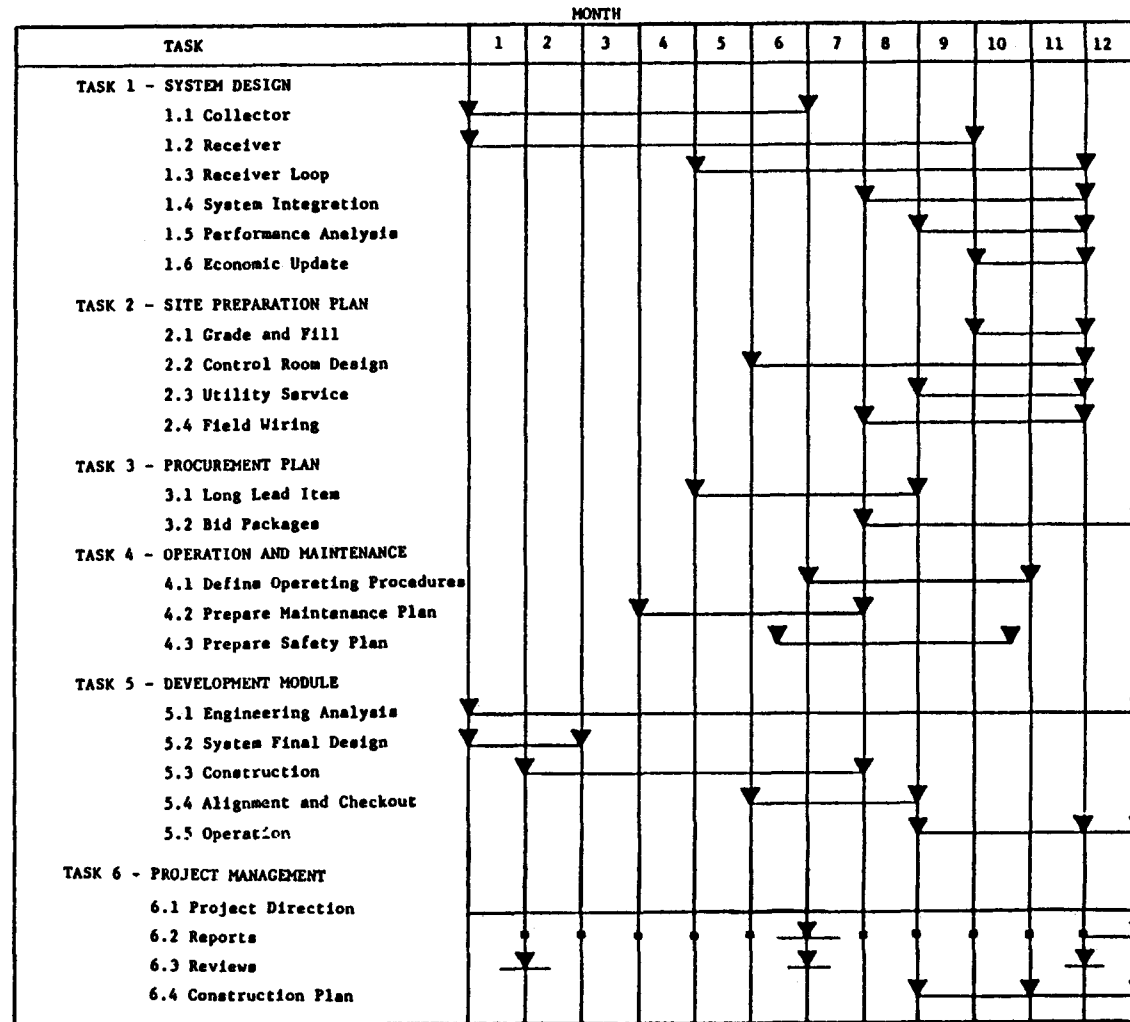 MONTH
TASK 1 2 3 4 5 6 7 8 9 10 11 12
TASK 1 - SYSTEM DESIGN
1.1 Collector
1.2 Receiver
1.3 Receiver Loop
1.4 System Integration
1.5 Performance Analysis
1.6 Economic Update
TASK 2 - SITE PREPARATION PLAN
2.1 Grade and Fill
2.2 Control Room Design
2.3 Utility Service
2.4 Field Wiring
TASK 3 - PROCUREMENT PLAN
3.1 Long Lead Item
3.2 Bid Packages
TASK 4 - OPERATION AND MAINTENANCE
4.1 Define Operating Procedures
4.2 Prepare Maintenance Plan
4.3 Prepare Safety Plan
TASK 5 - DEVELOPMENT MODULE
5.1 Engineering Analysis
5.2 System Final Design
5.3 Construction
5.4 Alignment and Checkout
5.5 Operation
TASK 6 - PROJECT MANAGEMENT
6.1 Project Direction
6.2 Reports
6.3 Reviews
6.4 Construction Plan